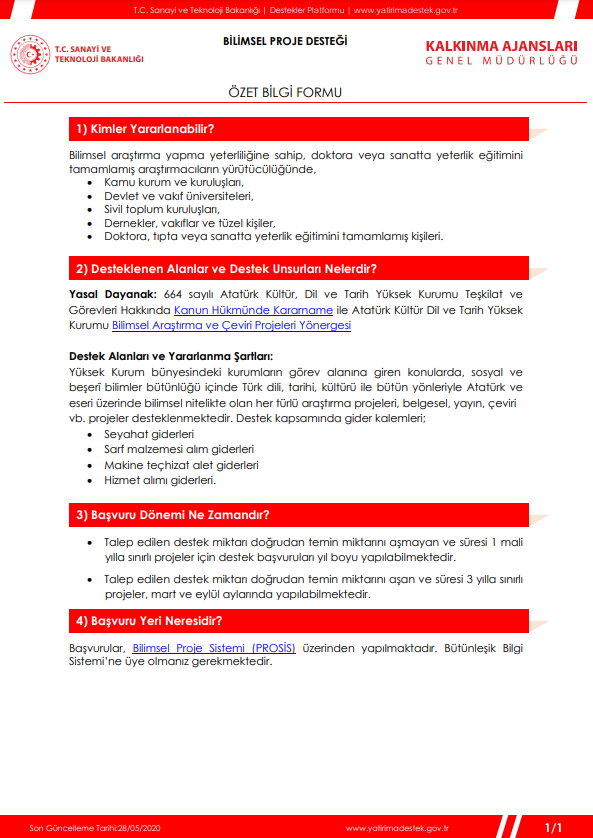 T.C. Sanayi ve Teknoloji Bakanlığı | Destekler Platformu | www.yatirimadestek.gov.tr
T.C. SANAYİ VE
TEKNOLOJİ BAKANLIĞI
BİLİMSEL PROJE DESTEĞİ
KALKINMA AJANSLARI
GENEL MÜDÜRLÜĞÜ
ÖZET BİLGİ FORMU
1) Kimler Yararlanabilir?
Bilimsel araştırma yapma yeterliliğine sahip, doktora veya sanatta yeterlik eğitimini
tamamlamış araştırmacıların yürütücülüğünde,
• Kamu kurum ve kuruluşları,
• Devlet ve vakıf üniversiteleri,
• Sivil toplum kuruluşları,
• Dernekler, vakıflar ve tüzel kişiler,
• Doktora, tıpta veya sanatta yeterlik eğitimini tamamlamış kişileri.
2) Desteklenen Alanlar ve Destek Unsurları Nelerdir?
Yasal Dayanak: 664 sayılı Atatürk Kültür, Dil ve Tarih Yüksek Kurumu Teşkilat ve
Görevleri Hakkında Kanun Hükmünde Kararname ile Atatürk Kültür Dil ve Tarih Yüksek
Kurumu Bilimsel Araştırma ve Çeviri Projeleri Yönergesi
Destek Alanları ve Yararlanma Şartları:
Yüksek Kurum bünyesindeki kurumların görev alanına giren konularda, sosyal ve
beşerî bilimler bütünlüğü içinde Türk dili, tarihi, kültürü ile bütün yönleriyle Atatürk ve
eseri üzerinde bilimsel nitelikte olan her türlü araştırma projeleri, belgesel, yayın, çeviri
vb. projeler desteklenmektedir. Destek kapsamında gider kalemleri;
• Seyahat giderleri
• Sarf malzemesi alım giderleri
• Makine teçhizat alet giderleri
• Hizmet alımı giderleri.
3) Başvuru Dönemi Ne Zamandır?
• Talep edilen destek miktarı doğrudan temin miktarını aşmayan ve süresi 1 mali
yılla sınırlı projeler için destek başvuruları yıl boyu yapılabilmektedir.
• Talep edilen destek miktarı doğrudan temin miktarını aşan ve süresi 3 yılla sınırlı
projeler, mart ve eylül aylarında yapılabilmektedir.
4) Başvuru Yeri Neresidir?
Başvurular, Bilimsel Proje Sistemi (PROSİS) üzerinden yapılmaktadır. Bütünleşik Bilgi
Sistemi’ne üye olmanız gerekmektedir.
Son Güncelleme Tarihi:28/05/2020
www.yatirimadestek.gov.tr
1/1